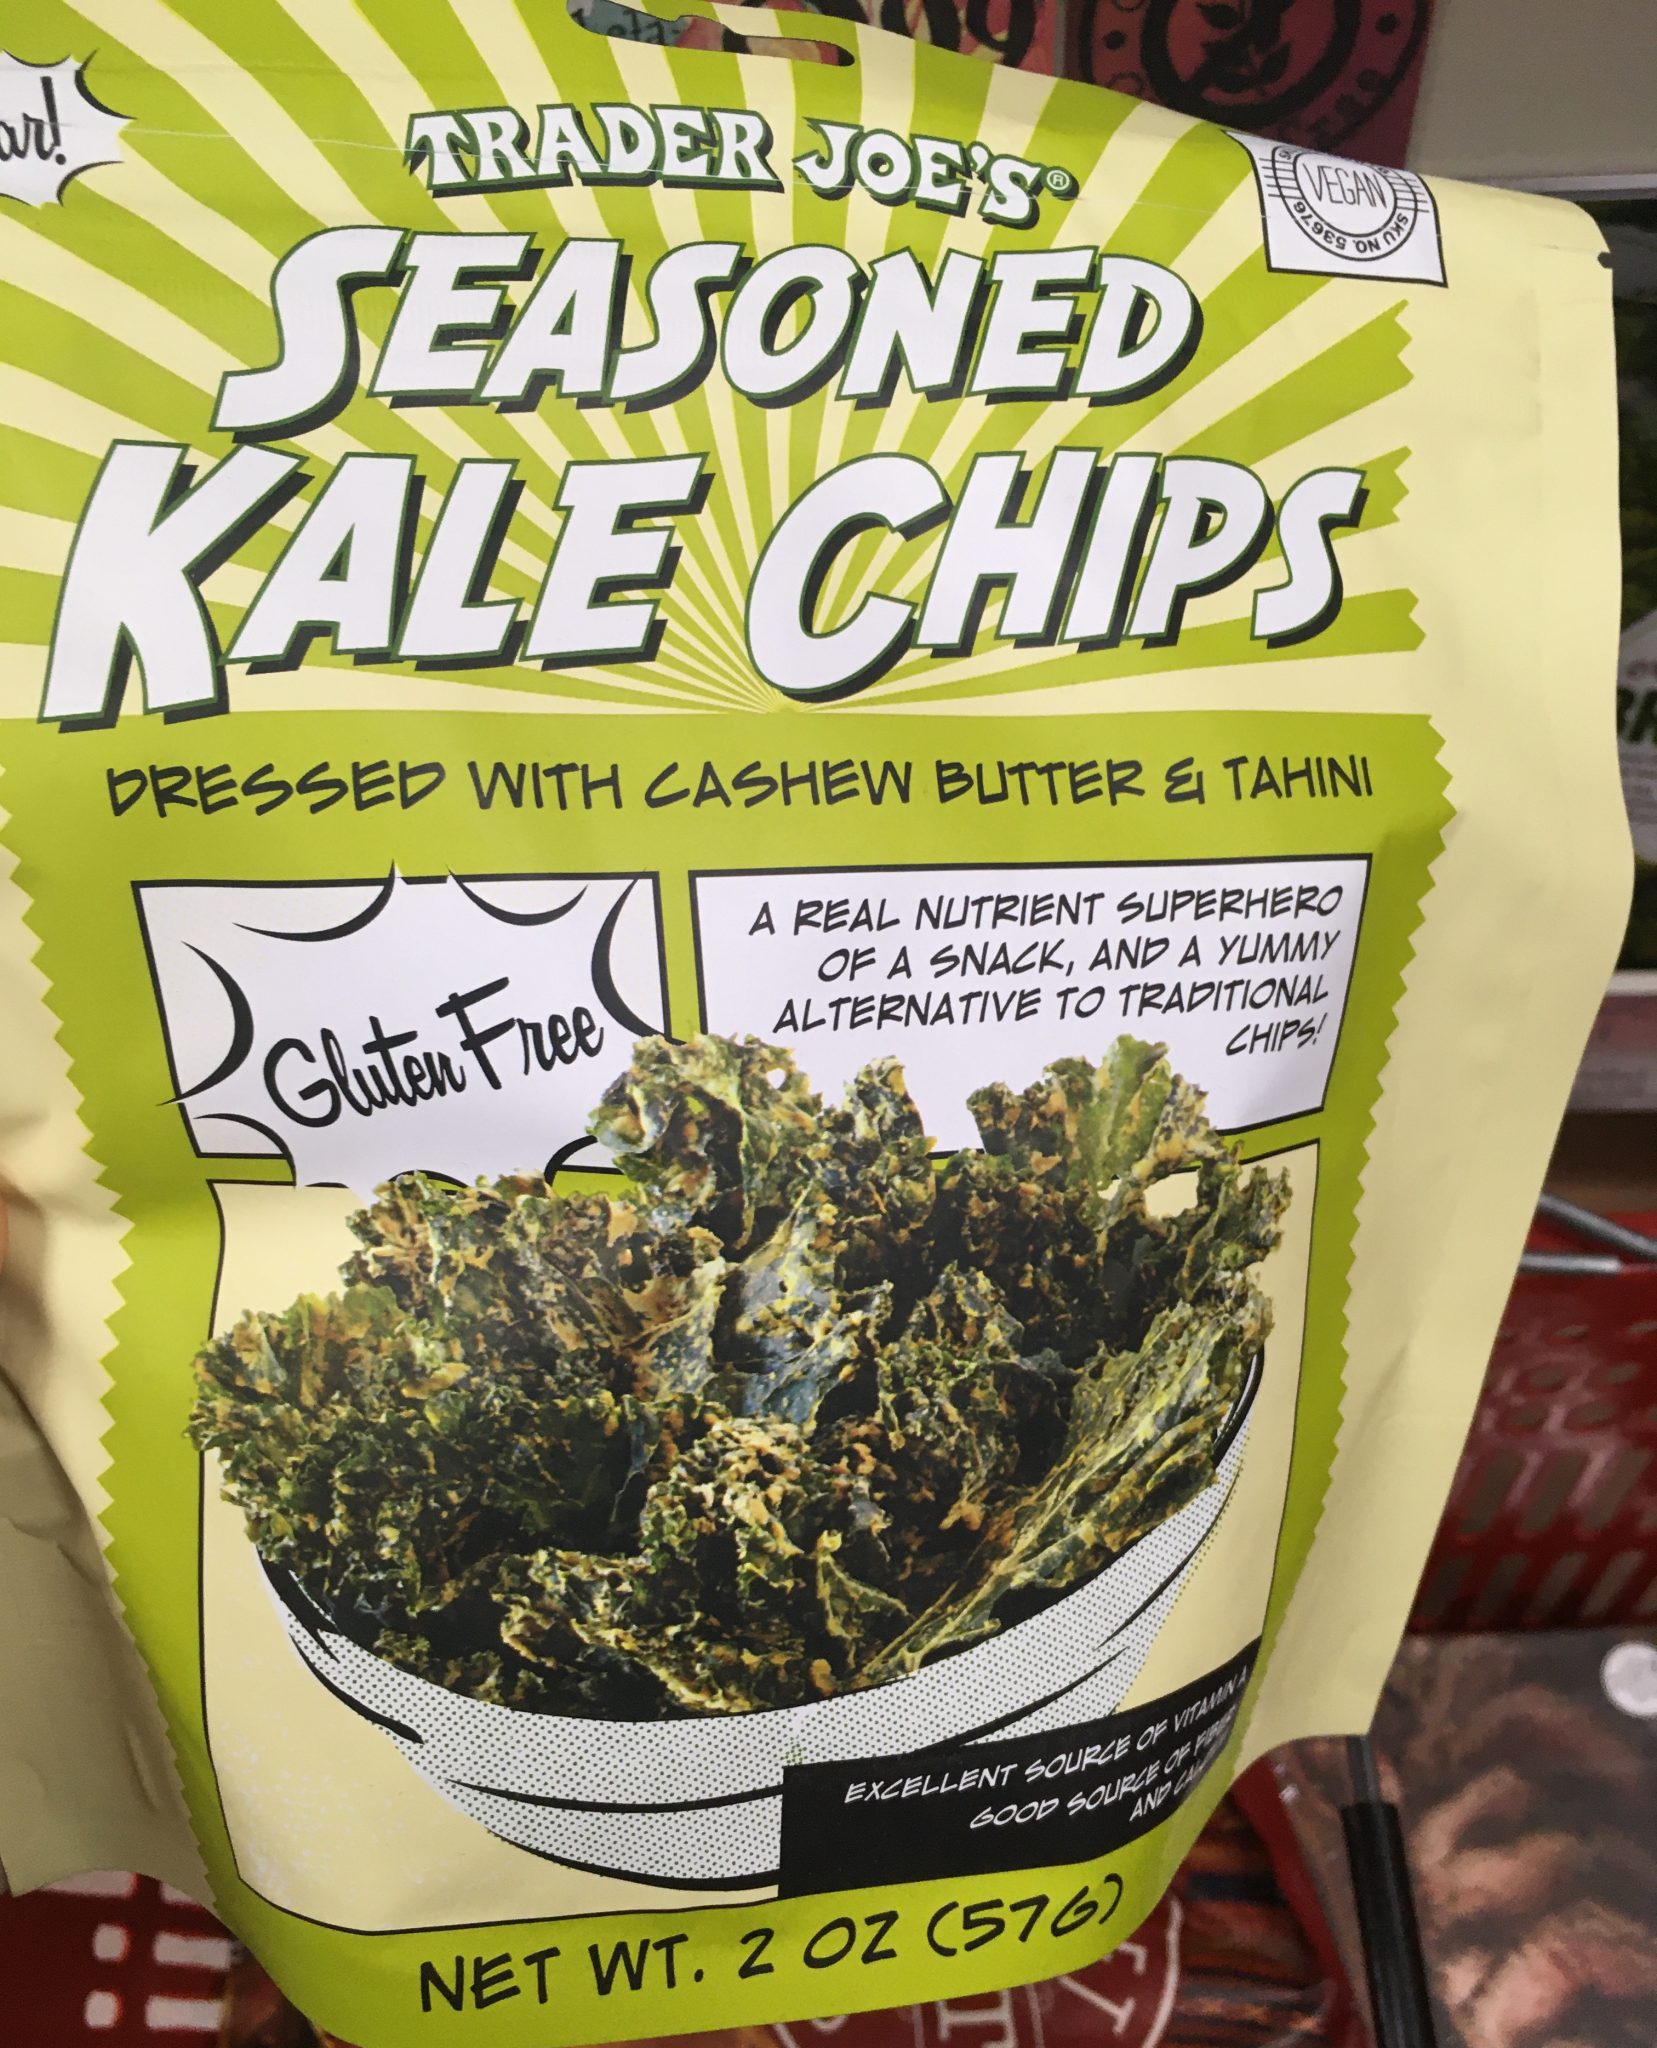 TRADER JOE'S®
VEGAN
SKU NO. 53676
SEASONED
KALE CHIPS
DRESSED WITH CASHEW BUTTER & TAHINI
Gluten Free
A REAL NUTRIENT SUPERHERO
OF A SNACK, AND A YUMMY
ALTERNATIVE TO TRADITIONAL
CHIPS!
EXCELLENT SOURCE OF VITAMIN A
GOOD SOURCE OF FIBER
AND
NET WT. 2 OZ (57G)